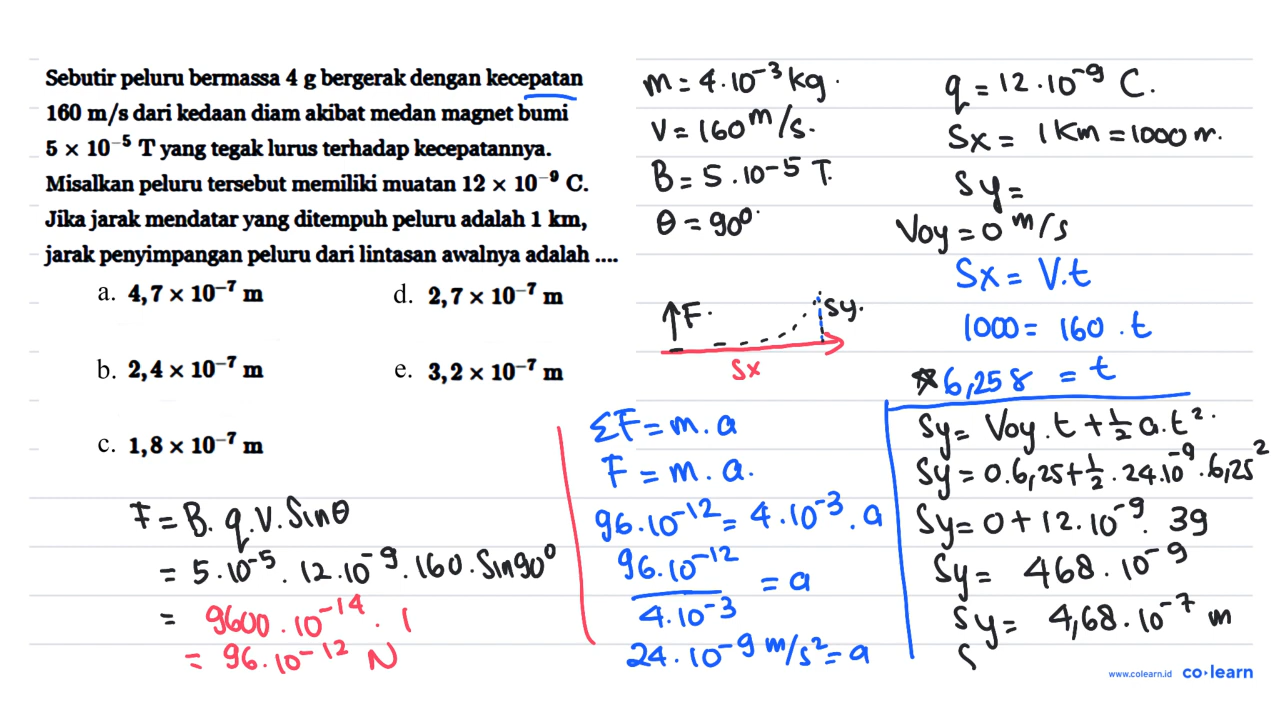 Sebutir peluru bermassa 4 g bergerak dengan kecepatan
160 m/s dari kedaan diam akibat medan magnet bumi
5 × 10⁻⁵ T yang tegak lurus terhadap kecepatannya.
Misalkan peluru tersebut memiliki muatan 12 × 10⁻⁹ C.
Jika jarak mendatar yang ditempuh peluru adalah 1 km,
jarak penyimpangan peluru dari lintasan awalnya adalah ....
a. 4,7 × 10⁻⁷ m
d. 2,7 × 10⁻⁷ m
b. 2,4 × 10⁻⁷ m
e. 3,2 × 10⁻⁷ m
c. 1,8 × 10⁻⁷ m
F = B. q. V. Sin θ
= 5.10⁻⁵ . 12.10⁻⁹ . 160 . Sin 90⁰
= 9600 . 10⁻¹⁴ . 1
= 96 . 10⁻¹² N
m = 4.10⁻³ kg.
V = 160 m/s.
B = 5.10⁻⁵ T.
θ = 90⁰.
q = 12.10⁻⁹ C.
Sx = 1 Km = 1000 m.
Sy =
Voy = 0 m/s
↑F.
Sy.
Sx
Sx = V.t
1000 = 160 . t
*6,25 s = t
ΣF = m . a
F = m . a.
96.10⁻¹² = 4.10⁻³ . a
96.10⁻¹² / 4.10⁻³ = a
24.10⁻⁹ m/s² = a
Sy = Voy . t + ½ a . t².
Sy = 0.6,25 + ½ . 24.10⁻⁹ . 6,25²
Sy = 0 + 12.10⁻⁹ . 39
Sy = 468 . 10⁻⁹
Sy = 4,68 . 10⁻⁷ m
S
www.colearn.id co·learn